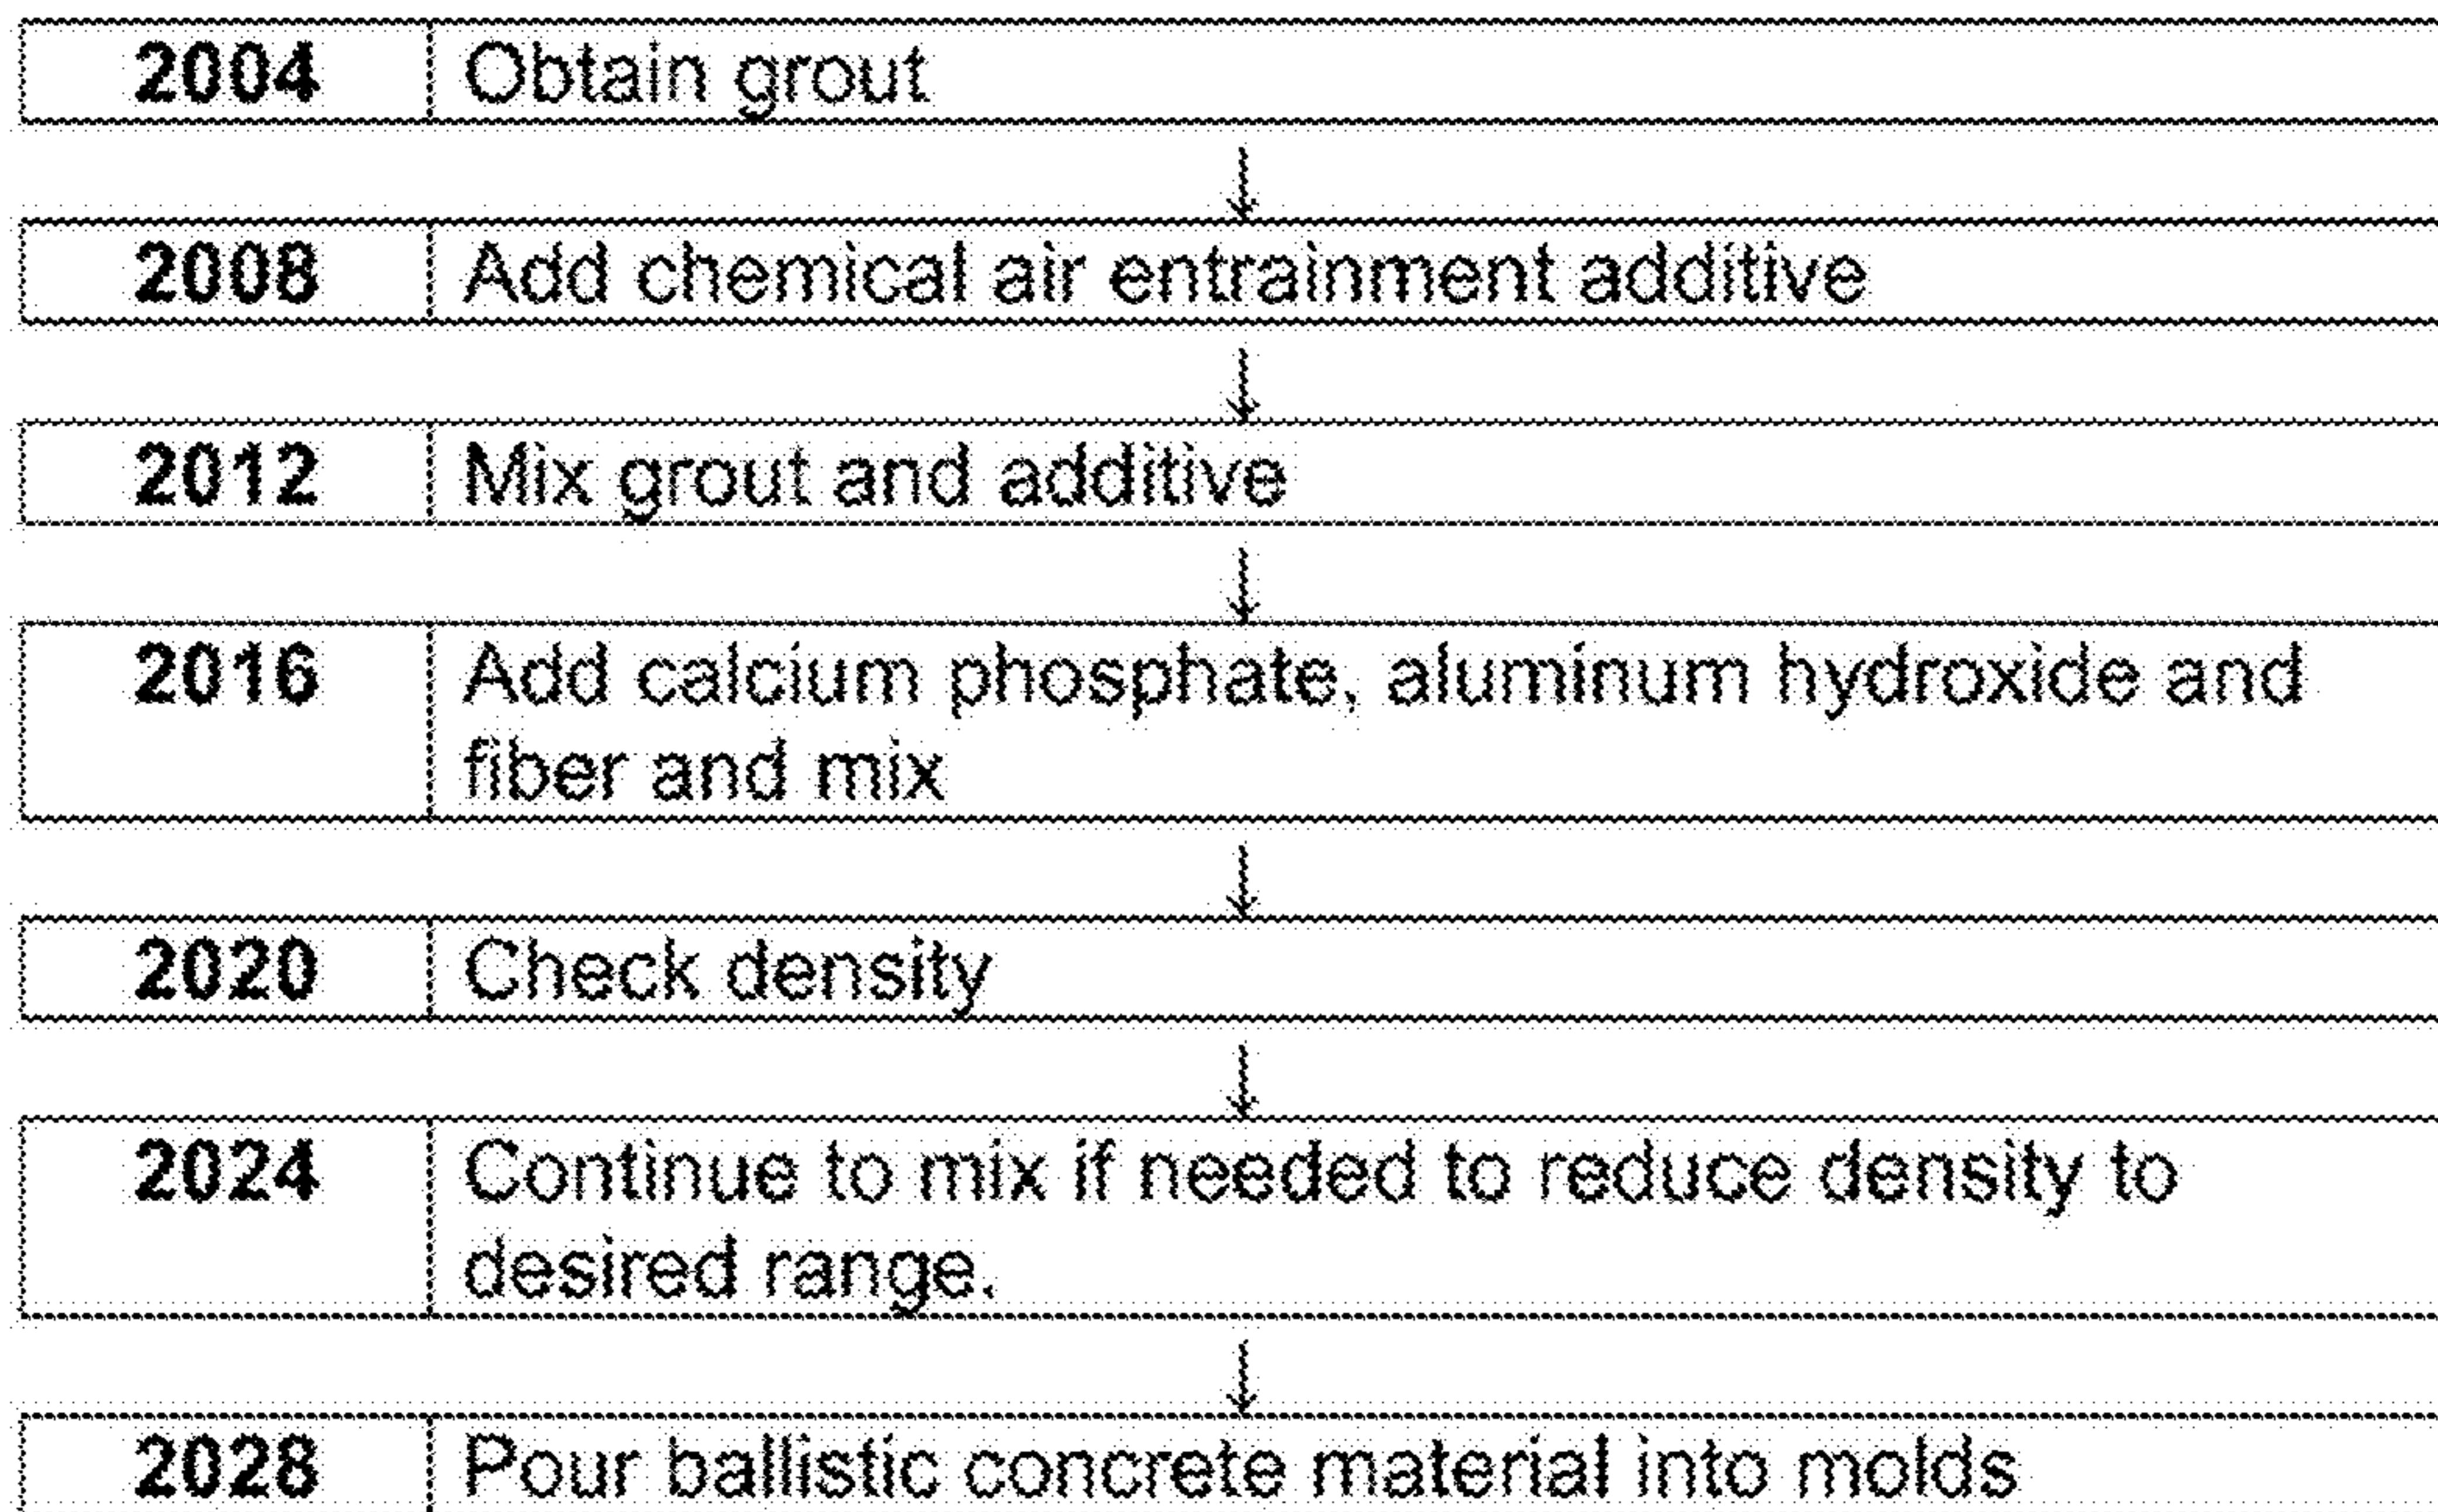 2004 Obtain grout
2008 Add chemical air entrainment additive
2012 Mix grout and additive
2016 Add calcium phosphate, aluminum hydroxide and
fiber and mix
2020 Check density
2024 Continue to mix if needed to reduce density to
desired range.
2028 Pour ballistic concrete material into molds